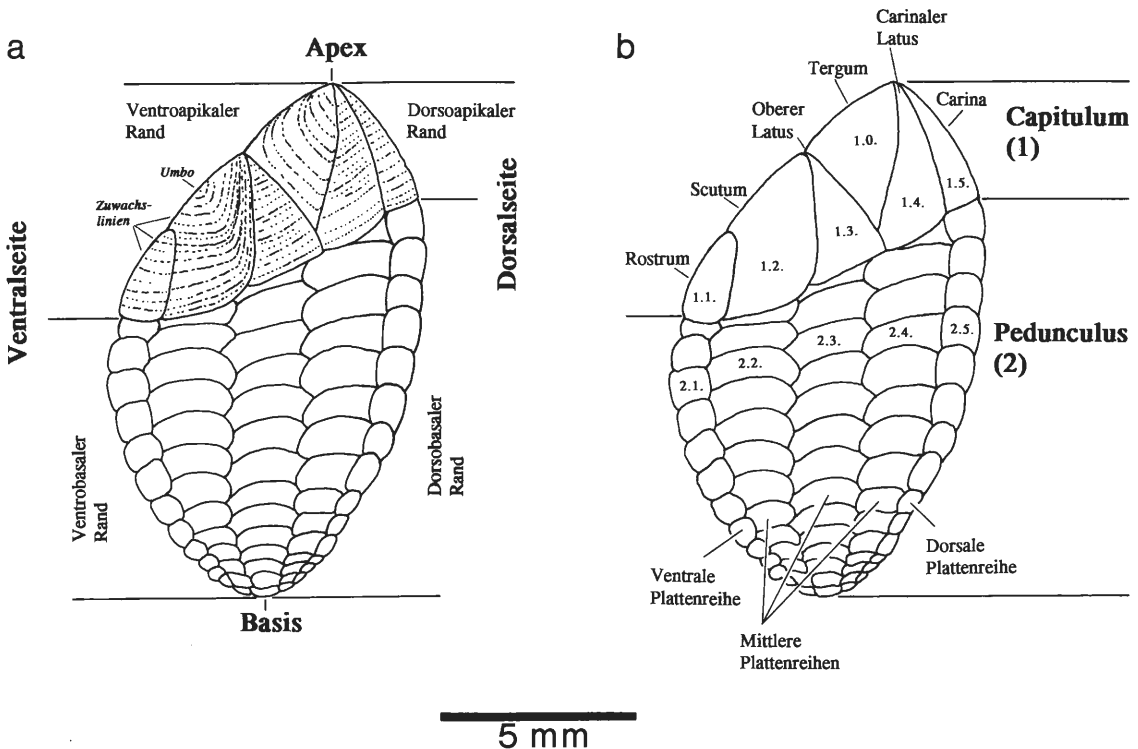 a
Apex
Ventroapikaler
Rand
Dorsoapikaler
Rand
Umbo
Zuwachs-
linien
Ventralseite
Dorsalseite
Ventrobasaler
Rand
Dorsobasaler
Rand
Basis
b
Carinaler
Latus
Tergum
Oberer
Latus
Carina
Capitulum
(1)
Scutum
Rostrum
1.0.
1.5.
1.4.
1.3.
1.2.
1.1.
Pedunculus
(2)
2.5.
2.4.
2.3.
2.2.
2.1.
Ventrale
Plattenreihe
Dorsale
Plattenreihe
Mittlere
Plattenreihen
5 mm